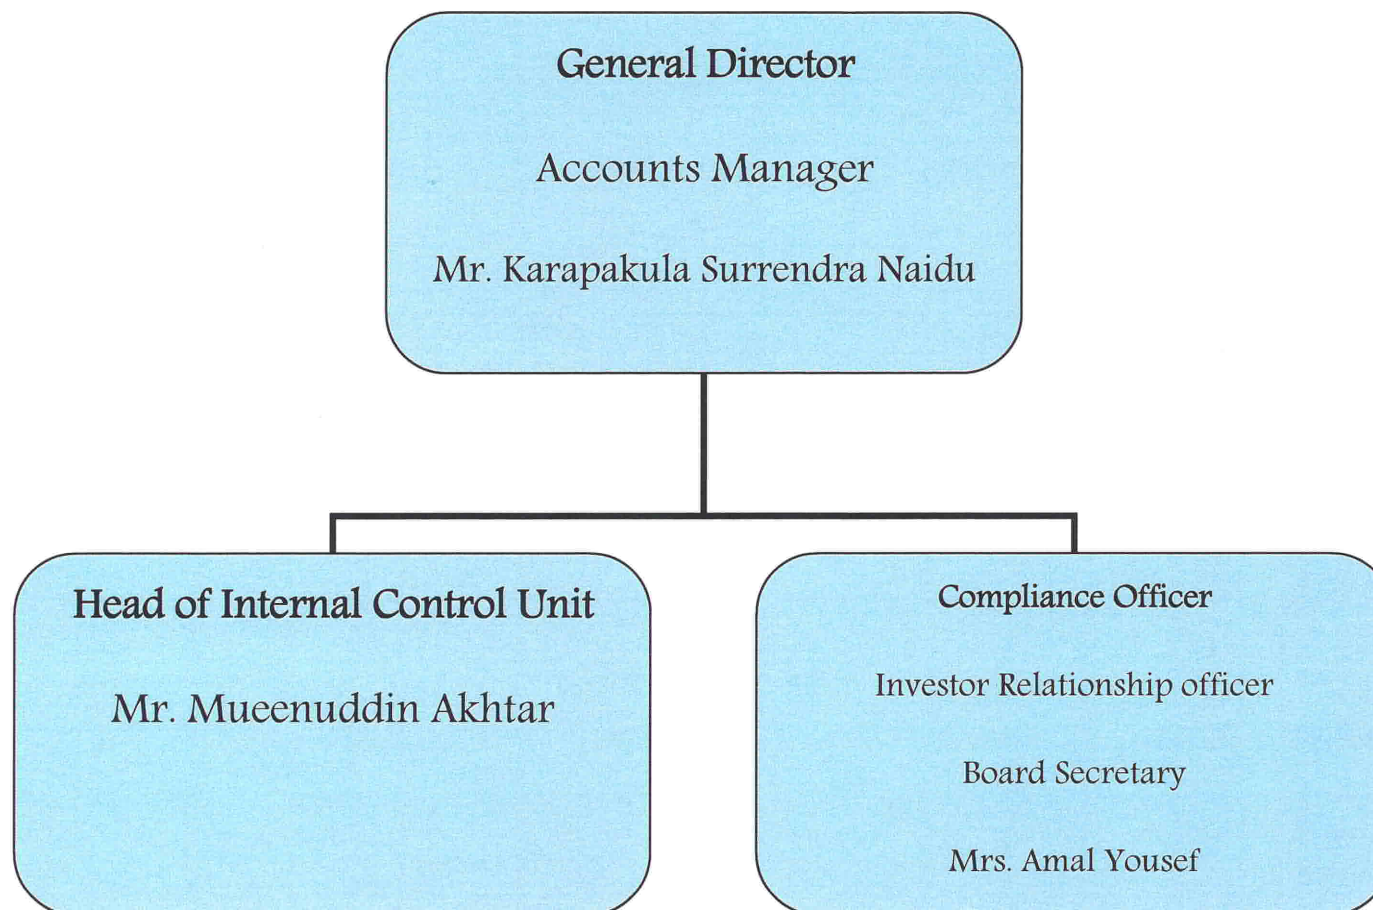 General Director
Accounts Manager
Mr. Karapakula Surrendra Naidu
Head of Internal Control Unit
Mr. Mueenuddin Akhtar
Compliance Officer
Investor Relationship officer
Board Secretary
Mrs. Amal Yousef